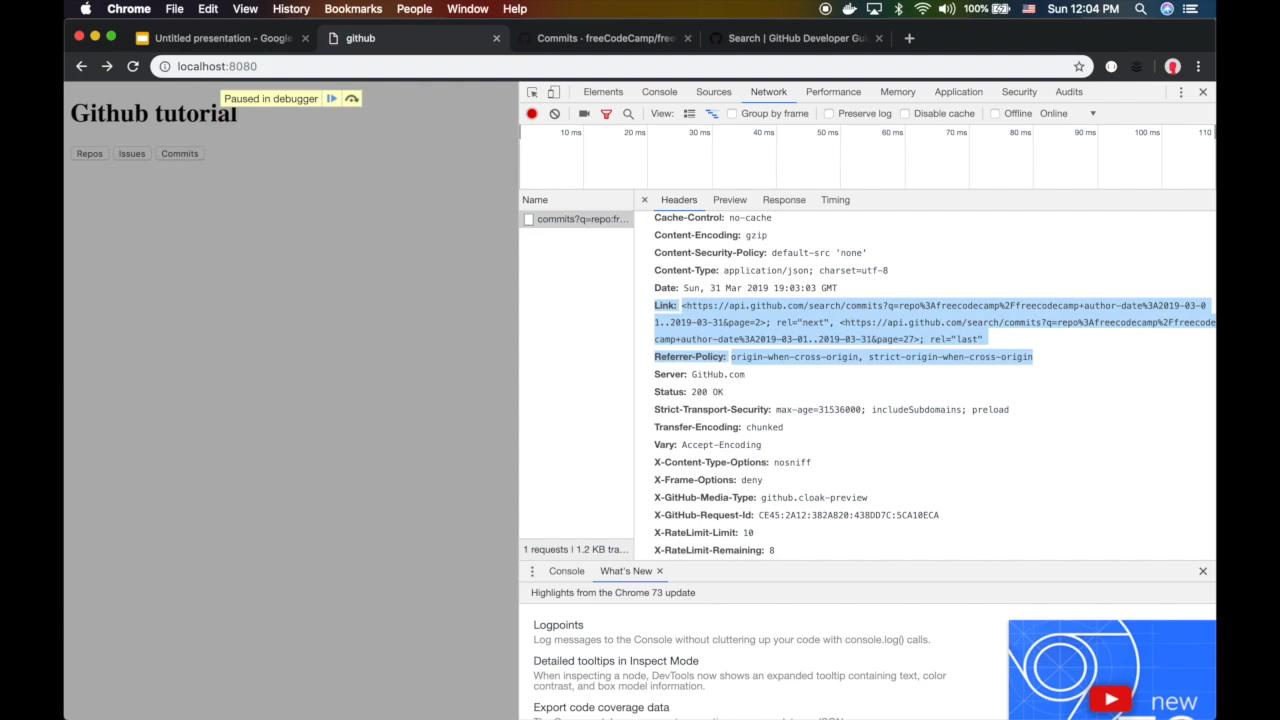 Chrome File Edit View History Bookmarks People Window Help 100% Sun 12:04 PM
Untitled presentation - Google × github × Commits · freeCodeCamp/free × Search | GitHub Developer Gui ×
localhost:8080
Paused in debugger
Github tutorial
Repos Issues Commits
Elements Console Sources Network Performance Memory Application Security Audits
View: Group by frame Preserve log Disable cache Offline Online
10 ms 20 ms 30 ms 40 ms 50 ms 60 ms 70 ms 80 ms 90 ms 100 ms 110
Name × Headers Preview Response Timing
commits?q=repo:fr...
Cache-Control: no-cache
Content-Encoding: gzip
Content-Security-Policy: default-src 'none'
Content-Type: application/json; charset=utf-8
Date: Sun, 31 Mar 2019 19:03:03 GMT
Link: <https://api.github.com/search/commits?q=repo%3Afreecodecamp%2Ffreecodecamp+author-date%3A2019-03-0
1..2019-03-31&page=2>; rel="next", <https://api.github.com/search/commits?q=repo%3Afreecodecamp%2Ffreecode
camp+author-date%3A2019-03-01..2019-03-31&page=27>; rel="last"
Referrer-Policy: origin-when-cross-origin, strict-origin-when-cross-origin
Server: GitHub.com
Status: 200 OK
Strict-Transport-Security: max-age=31536000; includeSubdomains; preload
Transfer-Encoding: chunked
Vary: Accept-Encoding
X-Content-Type-Options: nosniff
X-Frame-Options: deny
X-GitHub-Media-Type: github.cloak-preview
X-GitHub-Request-Id: CE45:2A12:382A820:438DD7C:5CA10ECA
X-RateLimit-Limit: 10
X-RateLimit-Remaining: 8
1 requests | 1.2 KB tra...
Console What's New ×
Highlights from the Chrome 73 update
Logpoints
Log messages to the Console without cluttering up your code with console.log() calls.
Detailed tooltips in Inspect Mode
When inspecting a node, DevTools now shows an expanded tooltip containing text, color
contrast, and box model information.
Export code coverage data
new